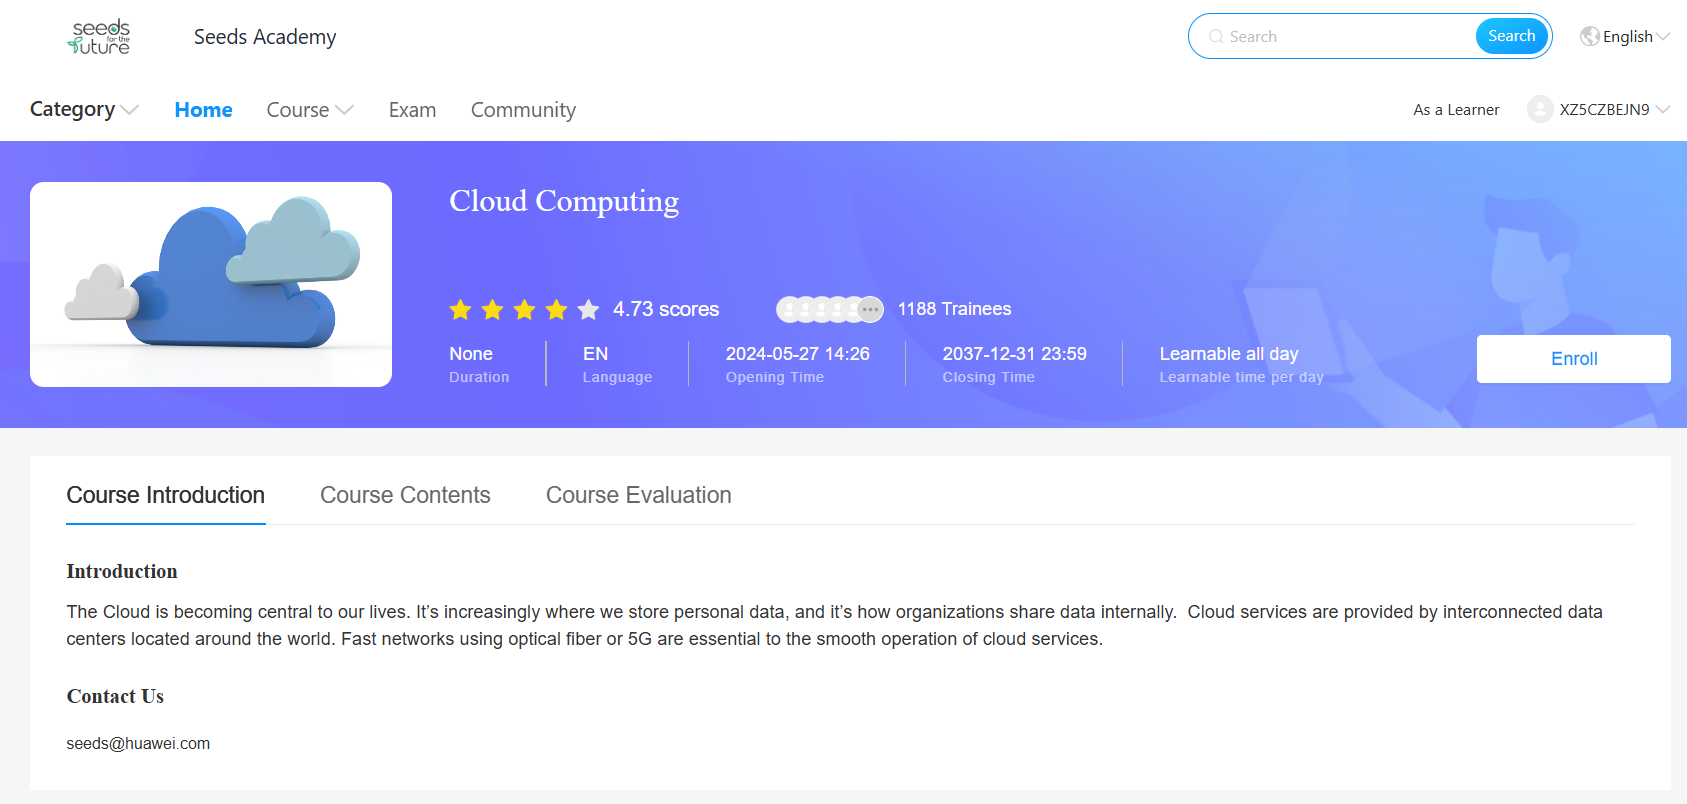 seeds
for the
future
Seeds Academy
Search
Search
English
Category
Home
Course
Exam
Community
As a Learner
XZ5CZBEJN9
Cloud Computing
4.73 scores
1188 Trainees
None
Duration
EN
Language
2024-05-27 14:26
Opening Time
2037-12-31 23:59
Closing Time
Learnable all day
Learnable time per day
Enroll
Course Introduction
Course Contents
Course Evaluation
Introduction
The Cloud is becoming central to our lives. It’s increasingly where we store personal data, and it’s how organizations share data internally.  Cloud services are provided by interconnected data
centers located around the world. Fast networks using optical fiber or 5G are essential to the smooth operation of cloud services.
Contact Us
seeds@huawei.com